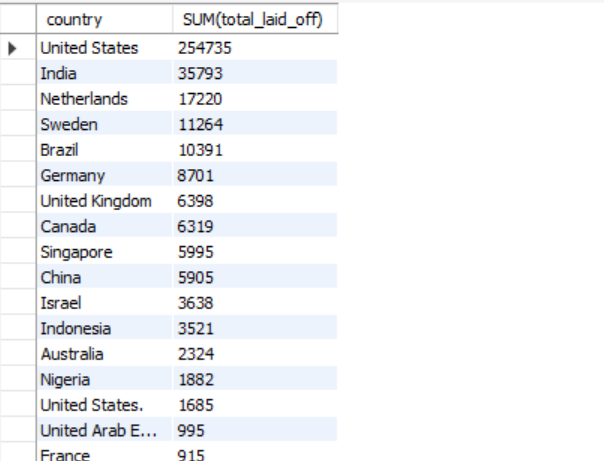 country SUM(total_laid_off)
United States 254735
India 35793
Netherlands 17220
Sweden 11264
Brazil 10391
Germany 8701
United Kingdom 6398
Canada 6319
Singapore 5995
China 5905
Israel 3638
Indonesia 3521
Australia 2324
Nigeria 1882
United States. 1685
United Arab E... 995
France 915